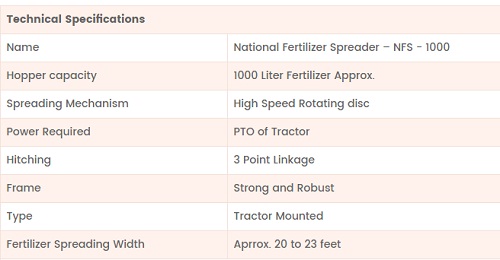 Technical Specifications
Name National Fertilizer Spreader – NFS - 1000
Hopper capacity 1000 Liter Fertilizer Approx.
Spreading Mechanism High Speed Rotating disc
Power Required PTO of Tractor
Hitching 3 Point Linkage
Frame Strong and Robust
Type Tractor Mounted
Fertilizer Spreading Width Aprrox. 20 to 23 feet